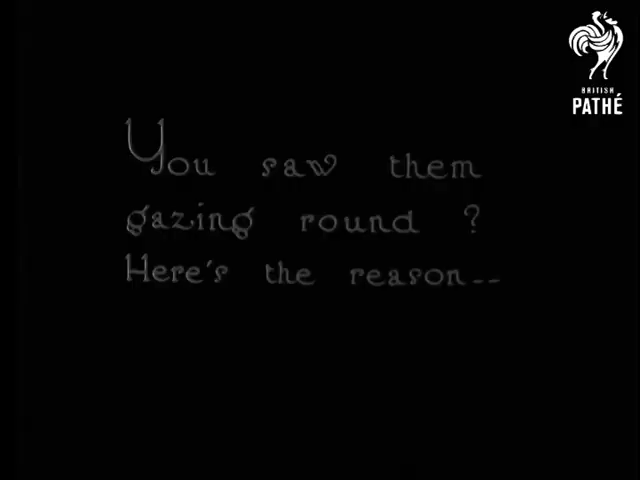 BRITISH
PATHÉ
You saw them
gazing round ?
Here's the reason--